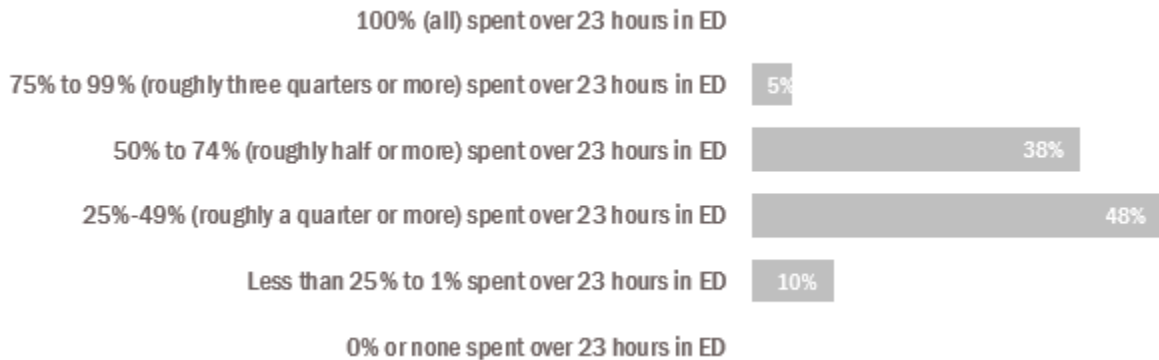 100% (all) spent over 23 hours in ED
75% to 99% (roughly three quarters or more) spent over 23 hours in ED 5%
50% to 74% (roughly half or more) spent over 23 hours in ED 38%
25%-49% (roughly a quarter or more) spent over 23 hours in ED 48%
Less than 25% to 1% spent over 23 hours in ED 10%
0% or none spent over 23 hours in ED